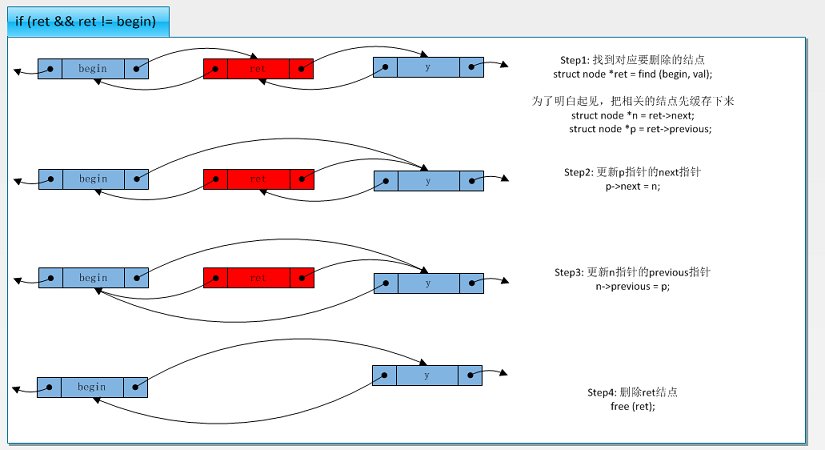 if (ret && ret != begin)
begin
ret
y
Step1: 找到对应要删除的结点
struct node *ret = find (begin, val);
为了明白起见，把相关的结点先缓存下来
struct node *n = ret->next;
struct node *p = ret->previous;
begin
ret
y
Step2: 更新p指针的next指针
p->next = n;
begin
ret
y
Step3: 更新n指针的previous指针
n->previous = p;
begin
y
Step4: 删除ret结点
free (ret);